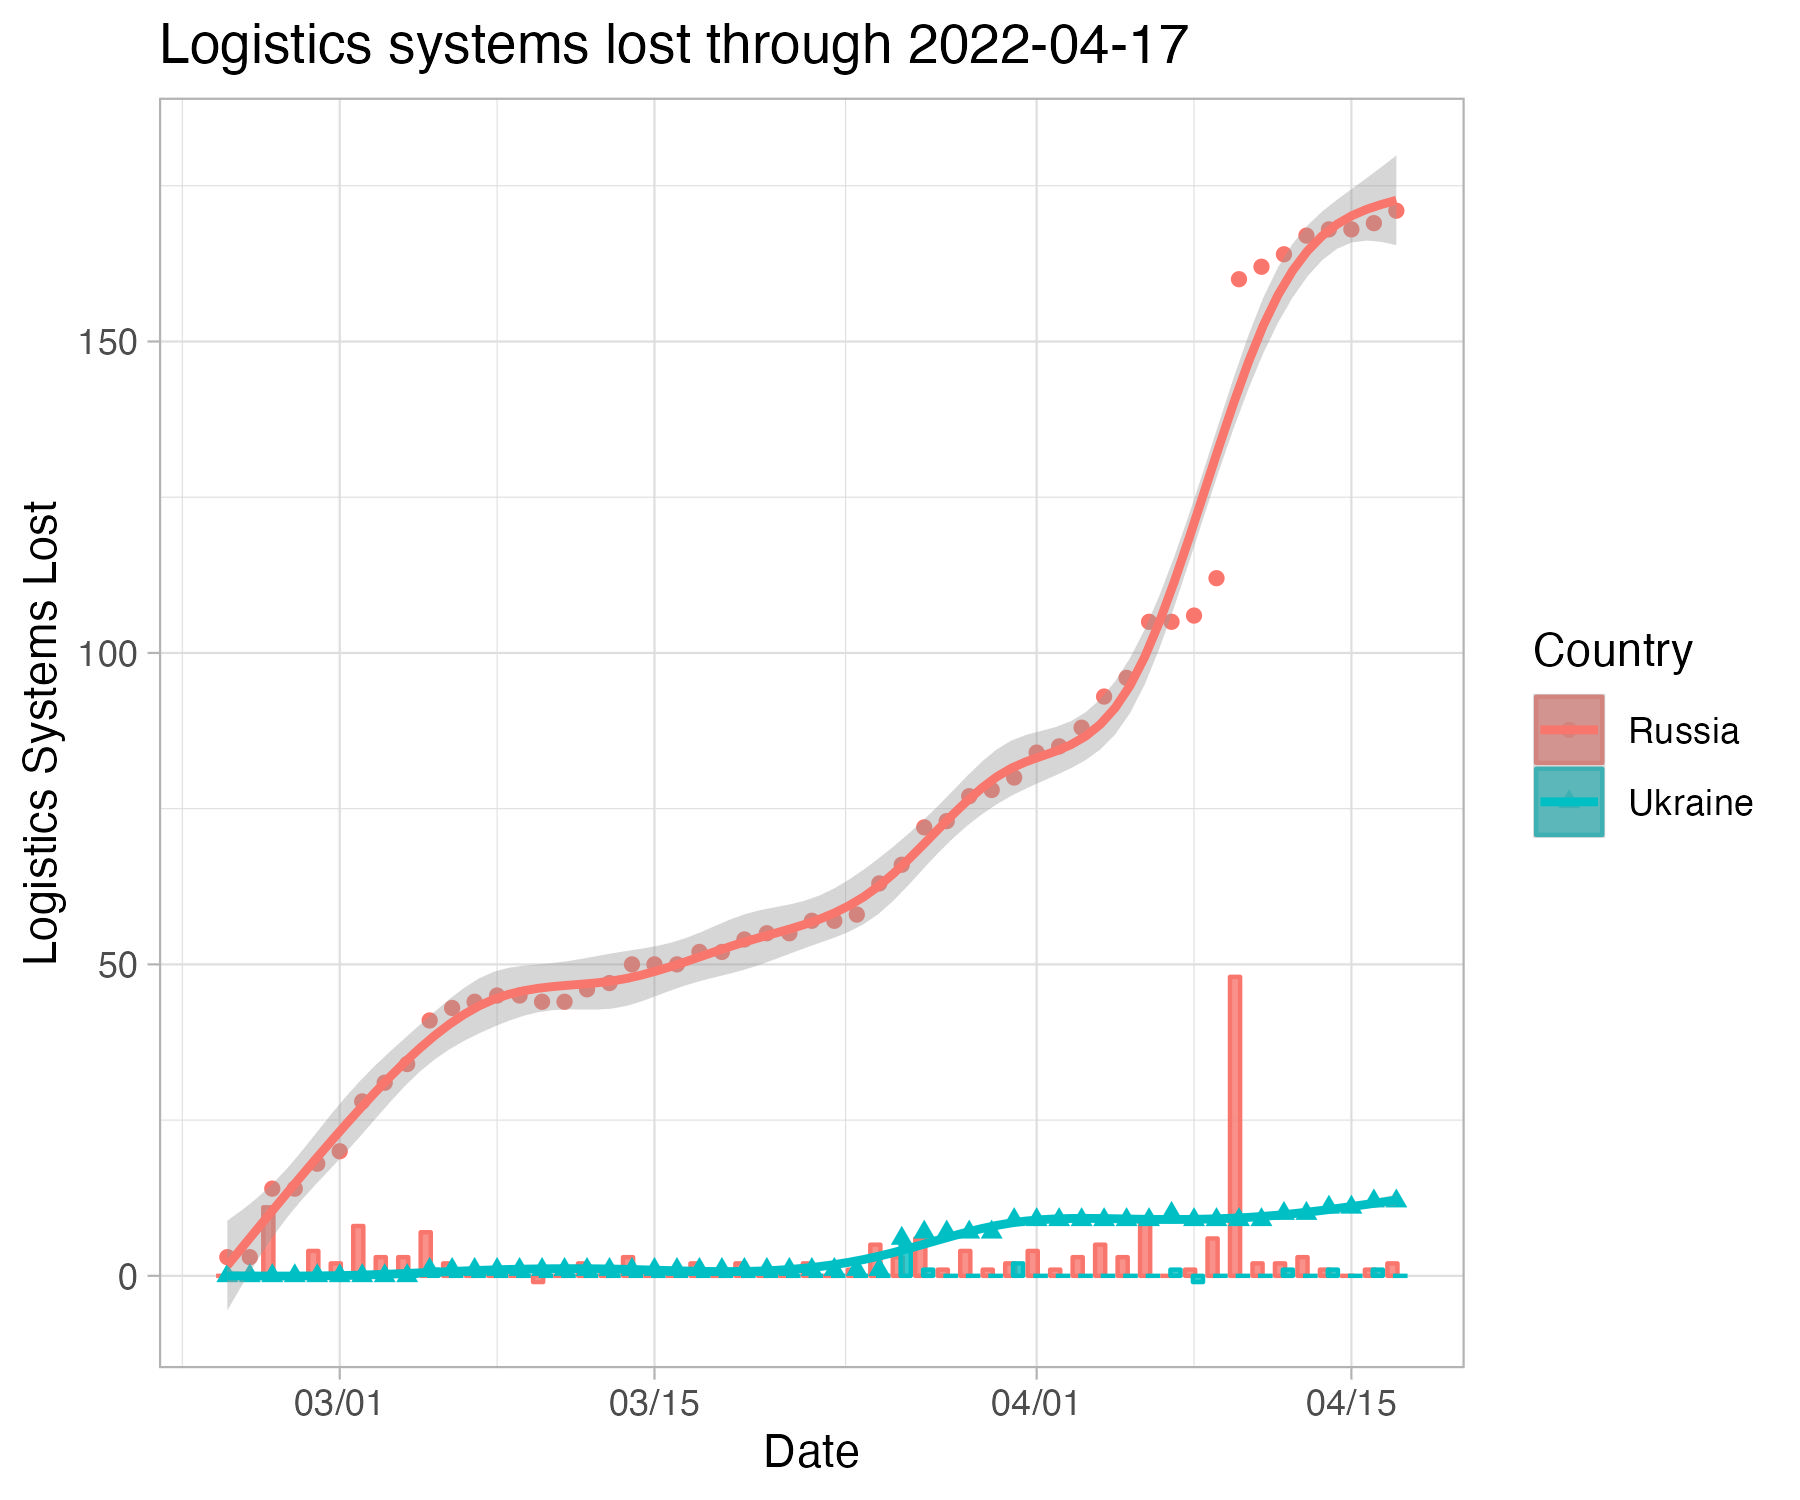 Logistics systems lost through 2022-04-17
Logistics Systems Lost
150
100
50
0
03/01
03/15
04/01
04/15
Date
Country
Russia
Ukraine